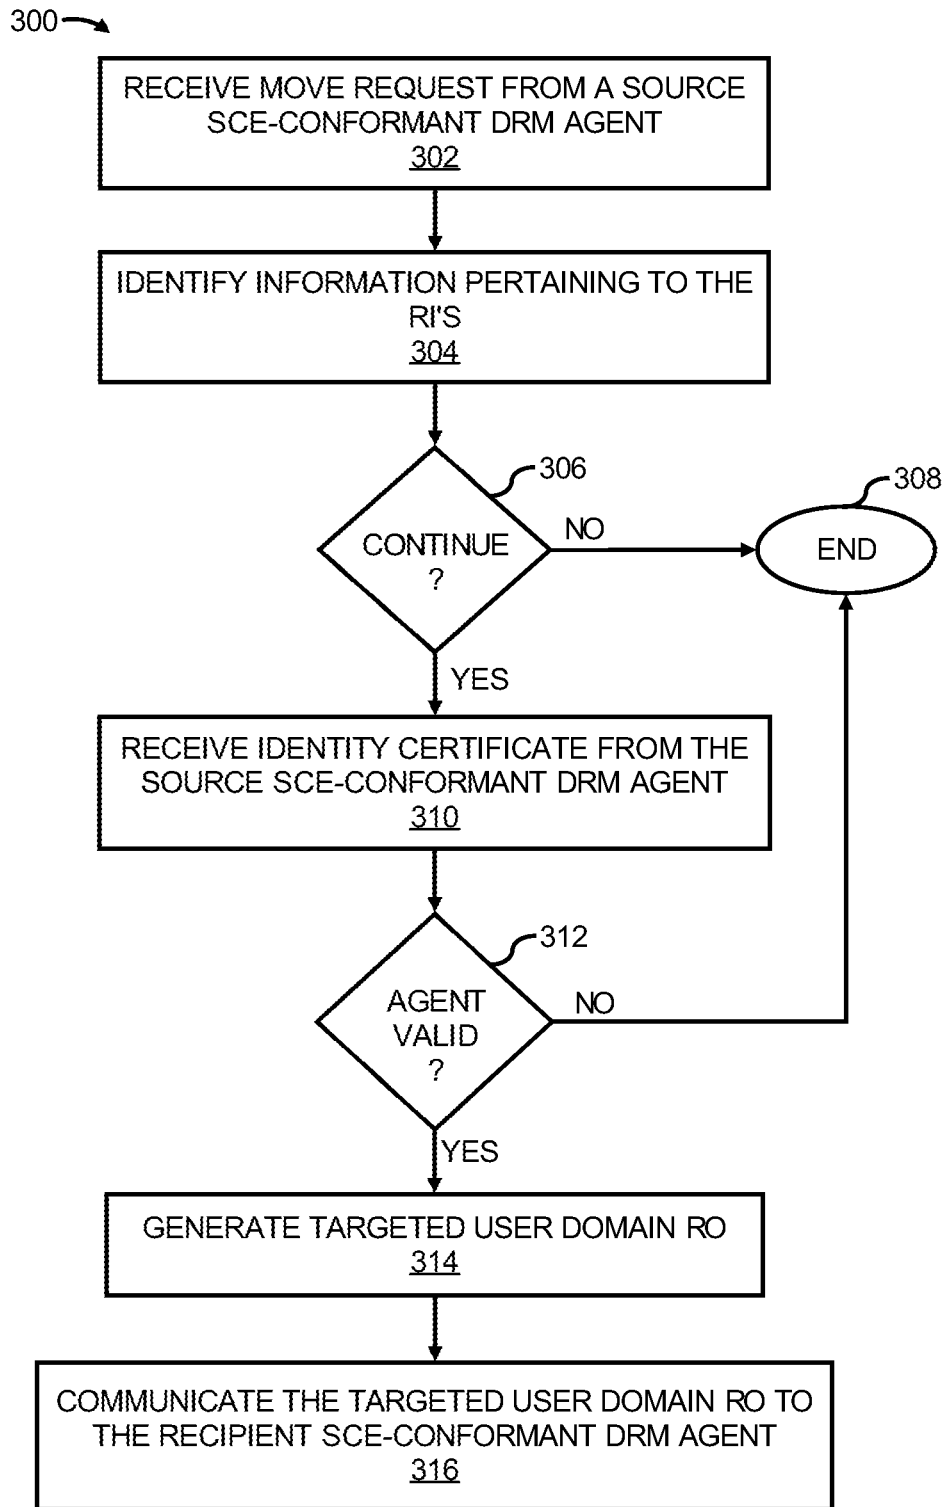 300
RECEIVE MOVE REQUEST FROM A SOURCE
SCE-CONFORMANT DRM AGENT
302
IDENTIFY INFORMATION PERTAINING TO THE
RI'S
304
306
CONTINUE
?
NO
308
END
YES
RECEIVE IDENTITY CERTIFICATE FROM THE
SOURCE SCE-CONFORMANT DRM AGENT
310
312
AGENT
VALID
?
NO
YES
GENERATE TARGETED USER DOMAIN RO
314
COMMUNICATE THE TARGETED USER DOMAIN RO TO
THE RECIPIENT SCE-CONFORMANT DRM AGENT
316